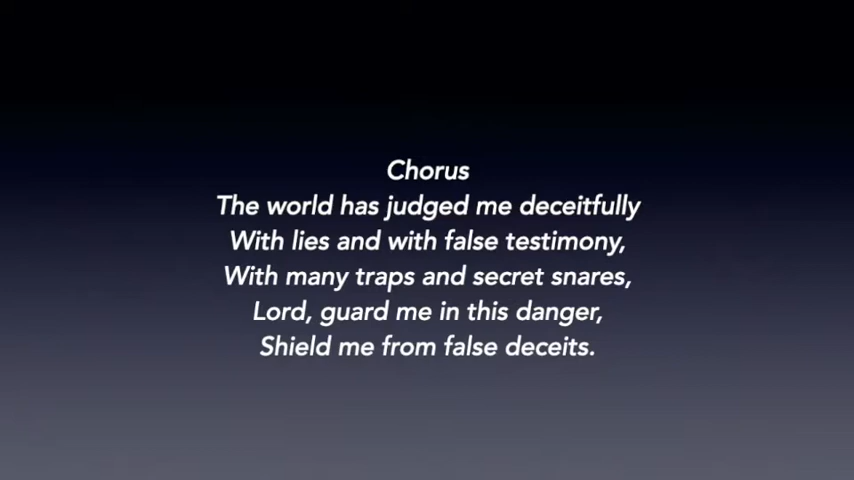 Chorus
The world has judged me deceitfully
With lies and with false testimony,
With many traps and secret snares,
Lord, guard me in this danger,
Shield me from false deceits.